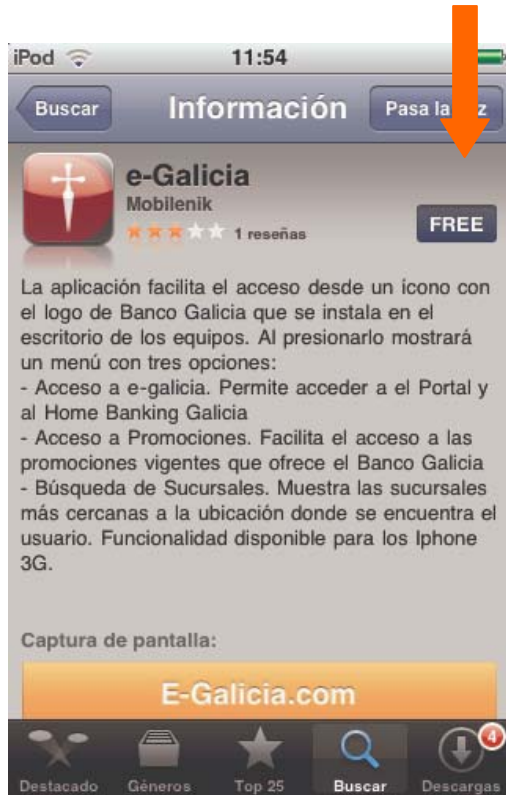 iPod 11:54
Buscar Información Pasa la z
e-Galicia
Mobilenik
1 reseñas FREE
La aplicación facilita el acceso desde un ícono con
el logo de Banco Galicia que se instala en el
escritorio de los equipos. Al presionarlo mostrará
un menú con tres opciones:
- Acceso a e-galicia. Permite acceder a el Portal y
al Home Banking Galicia
- Acceso a Promociones. Facilita el acceso a las
promociones vigentes que ofrece el Banco Galicia
- Búsqueda de Sucursales. Muestra las sucursales
más cercanas a la ubicación donde se encuentra el
usuario. Funcionalidad disponible para los Iphone
3G.
Captura de pantalla:
E-Galicia.com
4
Destacado Géneros Top 25 Buscar Descargas